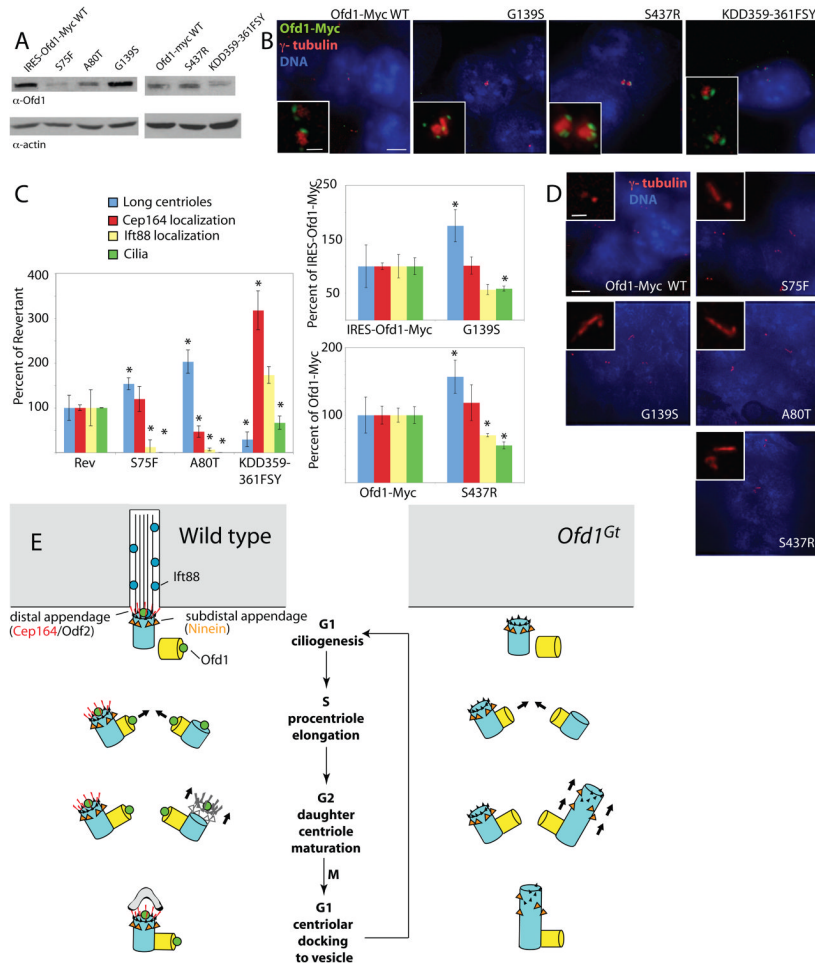 A
IRES-Ofd1-Myc WT
S75F
A80T
G139S
Ofd1-myc WT
S437R
KDD359-361FSY
α-Ofd1
α-actin
B
Ofd1-Myc WT
G139S
S437R
KDD359-361FSY
Ofd1-Myc
γ- tubulin
DNA
C
Long centrioles
Cep164 localization
Ift88 localization
Cilia
Percent of Revertant
400
300
200
100
Rev
S75F
A80T
KDD359-
361FSY
* * * * * * * * * * *
Percent of IRES-Ofd1-Myc
250
150
50
* *
IRES-Ofd1-Myc
G139S
Percent of Ofd1-Myc
100
* * *
Ofd1-Myc
S437R
D
γ- tubulin
DNA
Ofd1-Myc WT
S75F
G139S
A80T
S437R
E
Wild type
Ofd1Gt
Ift88
distal appendage
(Cep164/Odf2)
subdistal appendage
(Ninein)
Ofd1
G1
ciliogenesis
S
procentriole
elongation
G2
daughter
centriole
maturation
M
G1
centriolar
docking
to vesicle